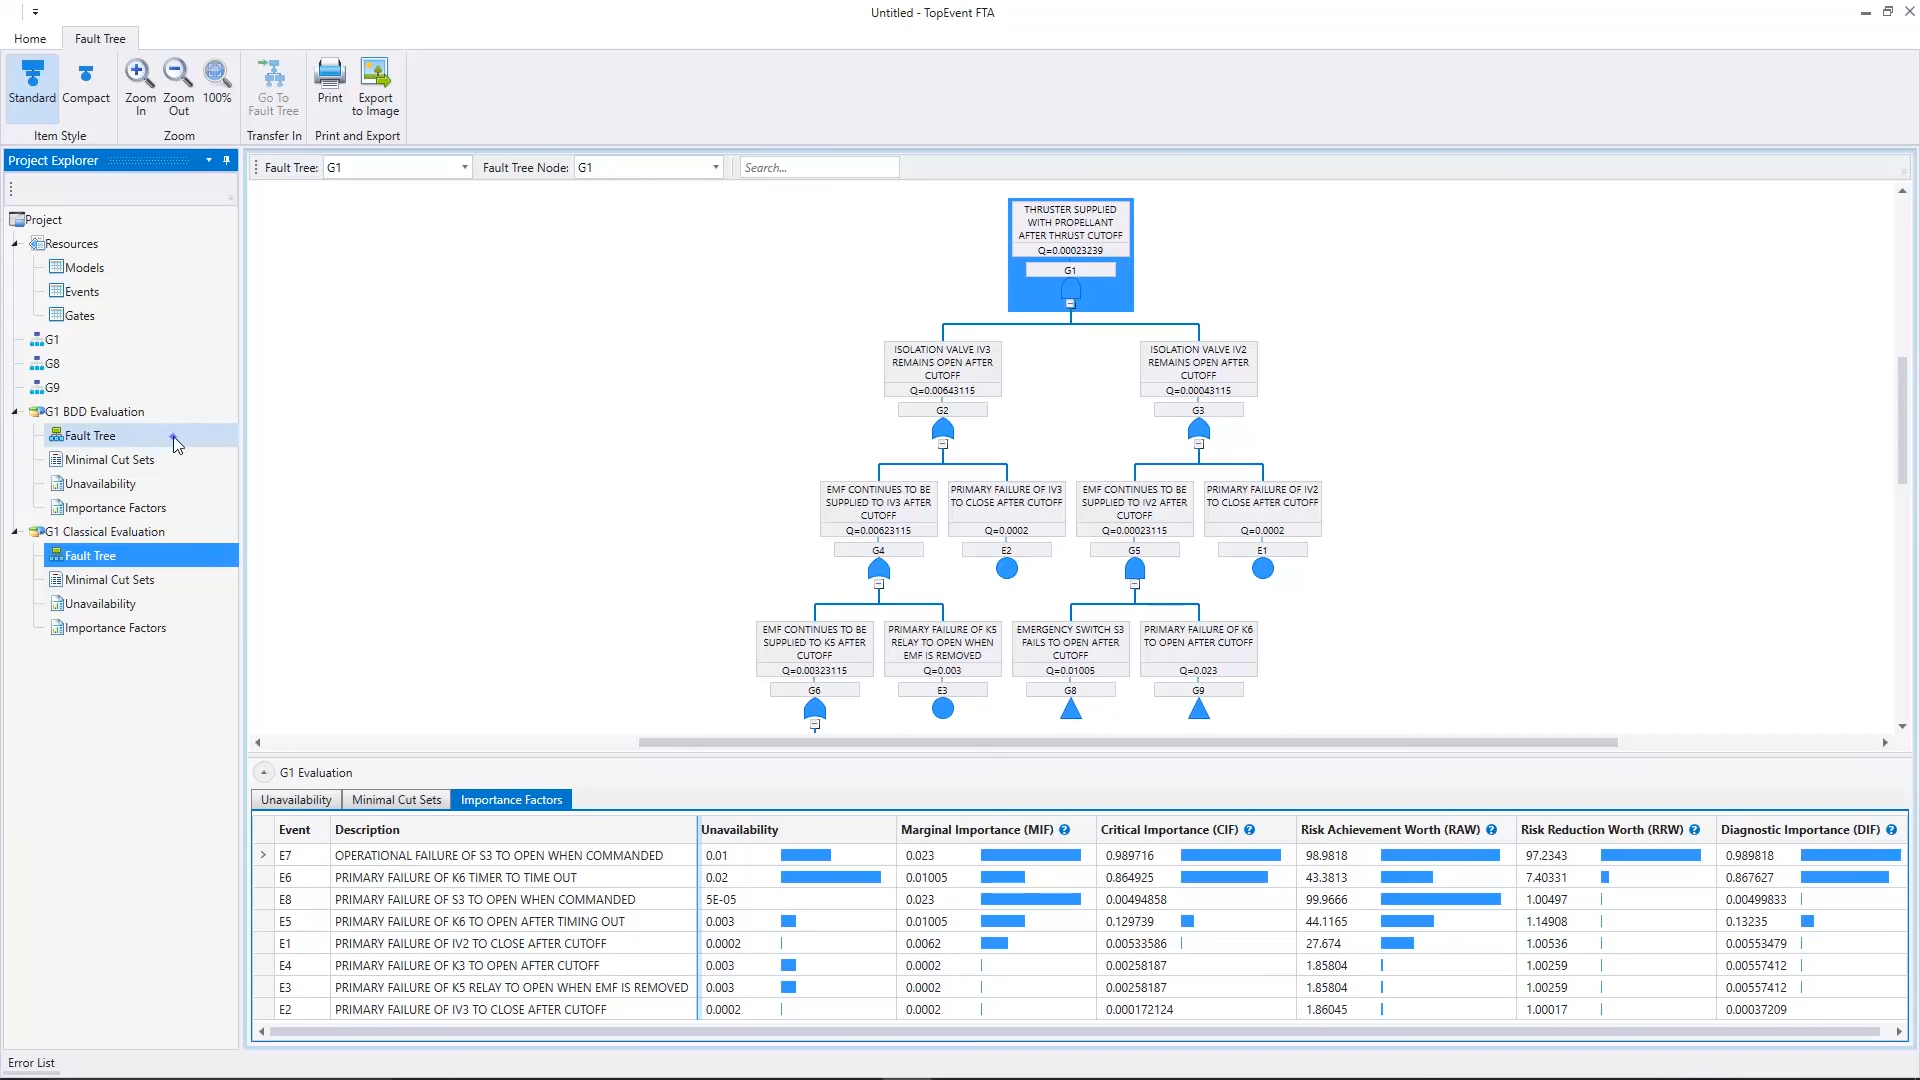 Untitled - TopEvent FTA
Home
Fault Tree
Standard
Compact
Zoom In
Zoom Out
100%
Go To Fault Tree
Print
Export to Image
Item Style
Zoom
Transfer In
Print and Export
Project Explorer
Project
Resources
Models
Events
Gates
G1
G8
G9
G1 BDD Evaluation
Fault Tree
Minimal Cut Sets
Unavailability
Importance Factors
G1 Classical Evaluation
Fault Tree
Minimal Cut Sets
Unavailability
Importance Factors
Fault Tree: G1
Fault Tree Node: G1
Search...
THRUSTER SUPPLIED
WITH PROPELLANT
AFTER THRUST CUTOFF
Q=0.00023239
G1
ISOLATION VALVE IV3
REMAINS OPEN AFTER
CUTOFF
Q=0.00643115
G2
ISOLATION VALVE IV2
REMAINS OPEN AFTER
CUTOFF
Q=0.00043115
G3
EMF CONTINUES TO BE
SUPPLIED TO IV3 AFTER
CUTOFF
Q=0.00623115
G4
PRIMARY FAILURE OF IV3
TO CLOSE AFTER CUTOFF
Q=0.0002
E2
EMF CONTINUES TO BE
SUPPLIED TO IV2 AFTER
CUTOFF
Q=0.00023115
G5
PRIMARY FAILURE OF IV2
TO CLOSE AFTER CUTOFF
Q=0.0002
E1
EMF CONTINUES TO BE
SUPPLIED TO K5 AFTER
CUTOFF
Q=0.00323115
G6
PRIMARY FAILURE OF K5
RELAY TO OPEN WHEN
EMF IS REMOVED
Q=0.003
E3
EMERGENCY SWITCH S3
FAILS TO OPEN AFTER
CUTOFF
Q=0.01005
G8
PRIMARY FAILURE OF K6
TO OPEN AFTER CUTOFF
Q=0.023
G9
G1 Evaluation
Unavailability
Minimal Cut Sets
Importance Factors
Event Description Unavailability Marginal Importance (MIF) Critical Importance (CIF) Risk Achievement Worth (RAW) Risk Reduction Worth (RRW) Diagnostic Importance (DIF)
E7 OPERATIONAL FAILURE OF S3 TO OPEN WHEN COMMANDED 0.01 0.023 0.989716 98.9818 97.2343 0.989818
E6 PRIMARY FAILURE OF K6 TIMER TO TIME OUT 0.02 0.01005 0.864925 43.3813 7.40331 0.867627
E8 PRIMARY FAILURE OF S3 TO OPEN WHEN COMMANDED 5E-05 0.023 0.00494858 99.9666 1.00497 0.00499833
E5 PRIMARY FAILURE OF K6 TO OPEN AFTER TIMING OUT 0.003 0.01005 0.129739 44.1165 1.14908 0.13235
E1 PRIMARY FAILURE OF IV2 TO CLOSE AFTER CUTOFF 0.0002 0.0062 0.00533586 27.674 1.00536 0.00553479
E4 PRIMARY FAILURE OF K3 TO OPEN AFTER CUTOFF 0.003 0.0002 0.00258187 1.85804 1.00259 0.00557412
E3 PRIMARY FAILURE OF K5 RELAY TO OPEN WHEN EMF IS REMOVED 0.003 0.0002 0.00258187 1.85804 1.00259 0.00557412
E2 PRIMARY FAILURE OF IV3 TO CLOSE AFTER CUTOFF 0.0002 0.0002 0.000172124 1.86045 1.00017 0.00037209
Error List